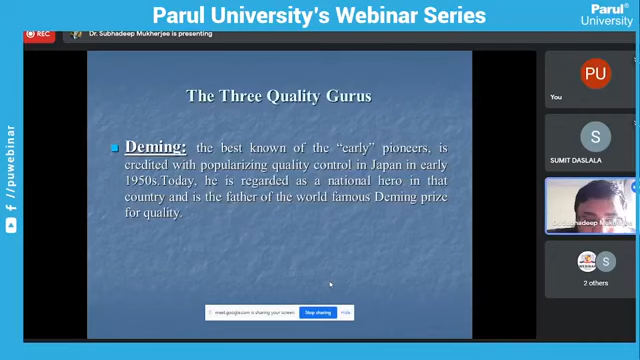 Parul University's Webinar Series
Parul®
University
REC
Dr. Subhadeep Mukherjee is presenting
The Three Quality Gurus
Deming: the best known of the “early” pioneers, is
credited with popularizing quality control in Japan in early
1950s.Today, he is regarded as a national hero in that
country and is the father of the world famous Deming prize
for quality.
meet.google.com is sharing your screen.
Stop sharing
Hide
PU
You
S
SUMIT DASLALA
Dr. Subhadeep Mukherjee
S
2 others
/puwebinar